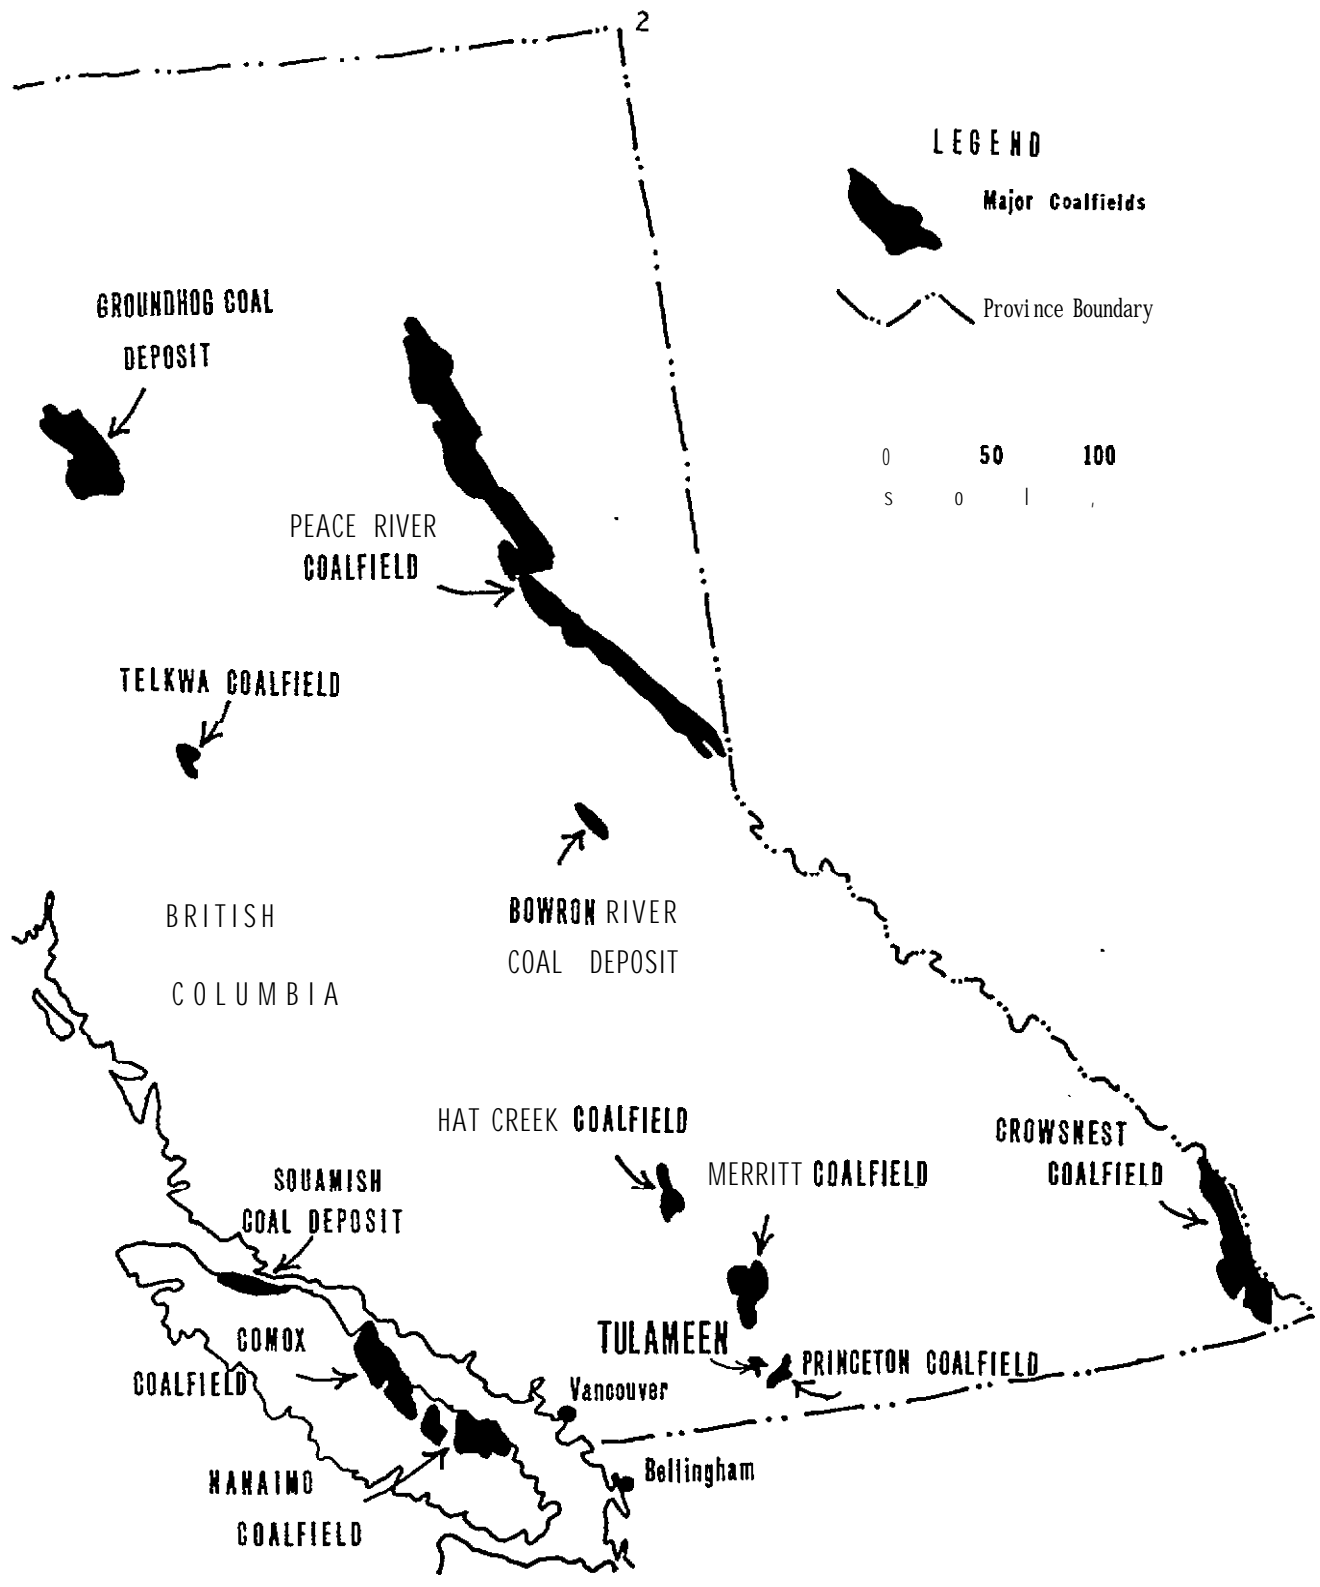 2
LEGEND
Major Coalfields
Province Boundary
0 50 100
s o l ,
GROUNDHOG COAL
DEPOSIT
PEACE RIVER
COALFIELD
TELKWA COALFIELD
BOWRON RIVER
COAL DEPOSIT
BRITISH
COLUMBIA
HAT CREEK COALFIELD
MERRITT COALFIELD
CROWSNEST
COALFIELD
SQUAMISH
COAL DEPOSIT
COMOX
COALFIELD
TULAMEEN
PRINCETON COALFIELD
Vancouver
NANAIMO
COALFIELD
Bellingham